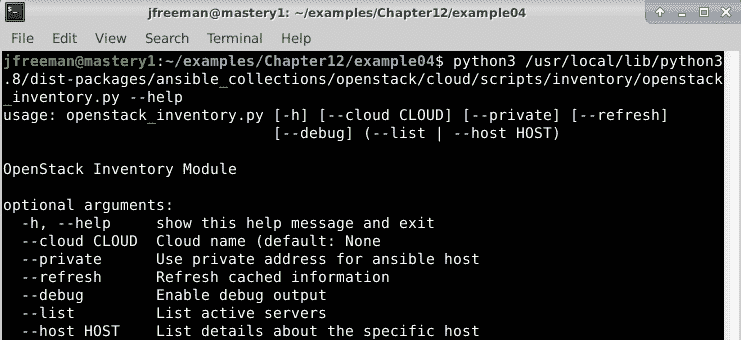 jfreeman@mastery1: ~/examples/Chapter12/example04
File Edit View Search Terminal Help
jfreeman@mastery1:~/examples/Chapter12/example04$ python3 /usr/local/lib/python3
.8/dist-packages/ansible_collections/openstack/cloud/scripts/inventory/openstack
_inventory.py --help
usage: openstack_inventory.py [-h] [--cloud CLOUD] [--private] [--refresh]
                              [--debug] (--list | --host HOST)
OpenStack Inventory Module
optional arguments:
  -h, --help     show this help message and exit
  --cloud CLOUD  Cloud name (default: None
  --private      Use private address for ansible host
  --refresh      Refresh cached information
  --debug        Enable debug output
  --list         List active servers
  --host HOST    List details about the specific host